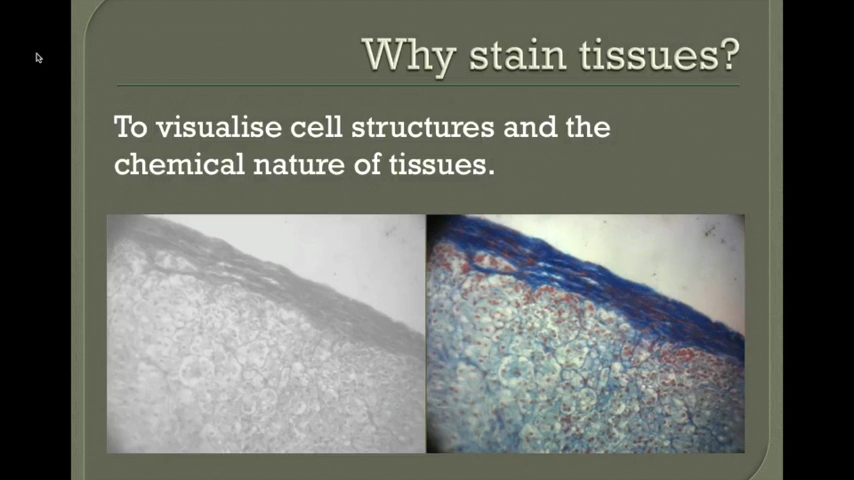 Why stain tissues?
To visualise cell structures and the
chemical nature of tissues.